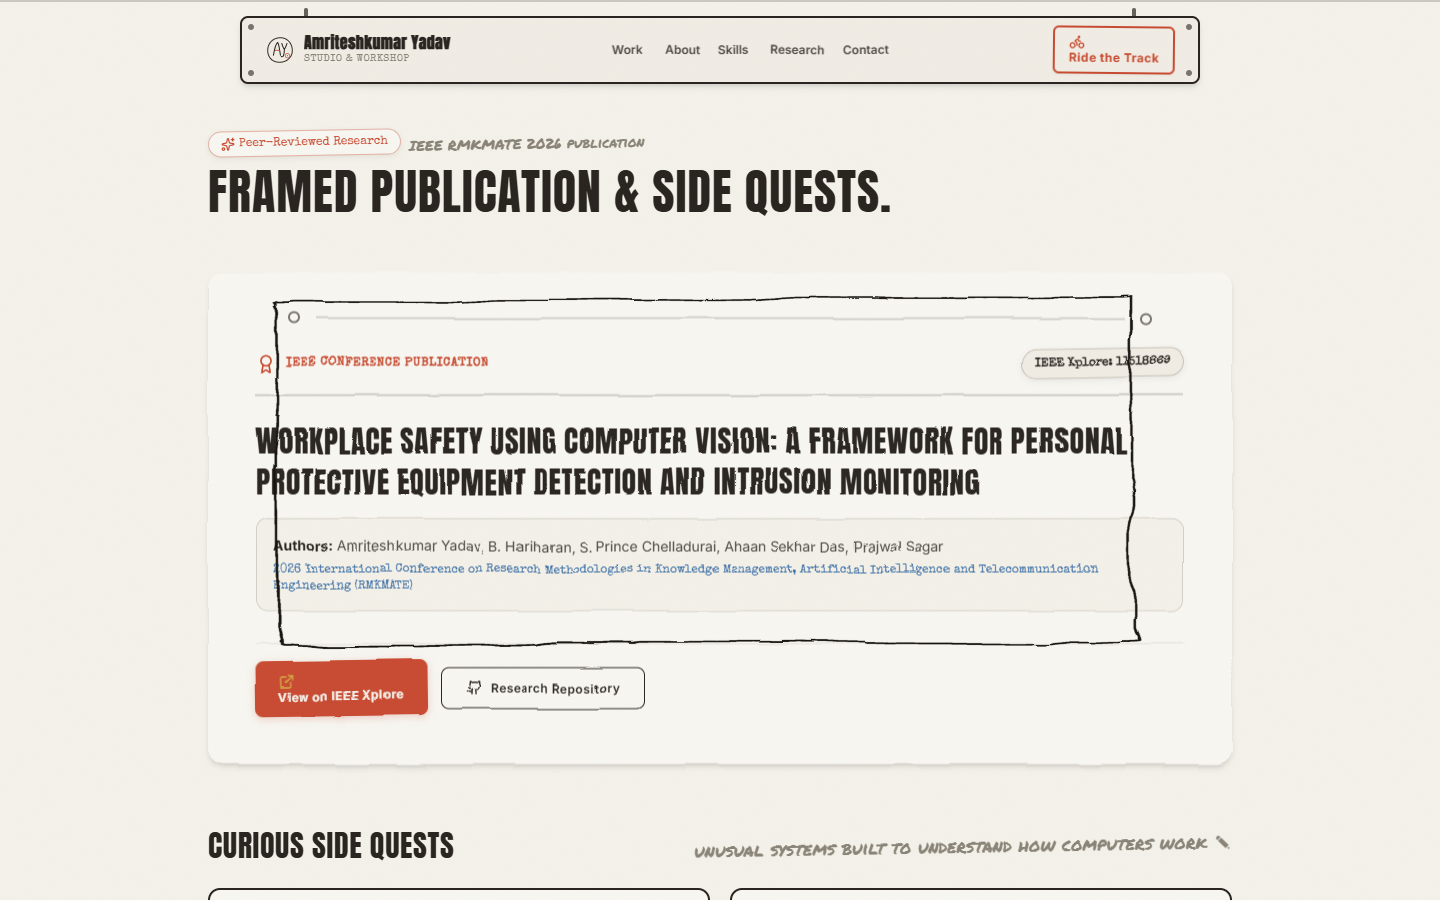 Amriteshkumar Yadav
STUDIO & WORKSHOP
Work About Skills Research Contact
Ride the Track
Peer-Reviewed Research
IEEE RMKMATE 2026 PUBLICATION
FRAMED PUBLICATION & SIDE QUESTS.
IEEE CONFERENCE PUBLICATION
IEEE Xplore: 11518669
WORKPLACE SAFETY USING COMPUTER VISION: A FRAMEWORK FOR PERSONAL
PROTECTIVE EQUIPMENT DETECTION AND INTRUSION MONITORING
Authors: Amriteshkumar Yadav, B. Hariharan, S. Prince Chelladurai, Ahaan Sekhar Das, Prajwal Sagar
2026 International Conference on Research Methodologies in Knowledge Management, Artificial Intelligence and Telecommunication
Engineering (RMKMATE)
View on IEEE Xplore
Research Repository
CURIOUS SIDE QUESTS
UNUSUAL SYSTEMS BUILT TO UNDERSTAND HOW COMPUTERS WORK